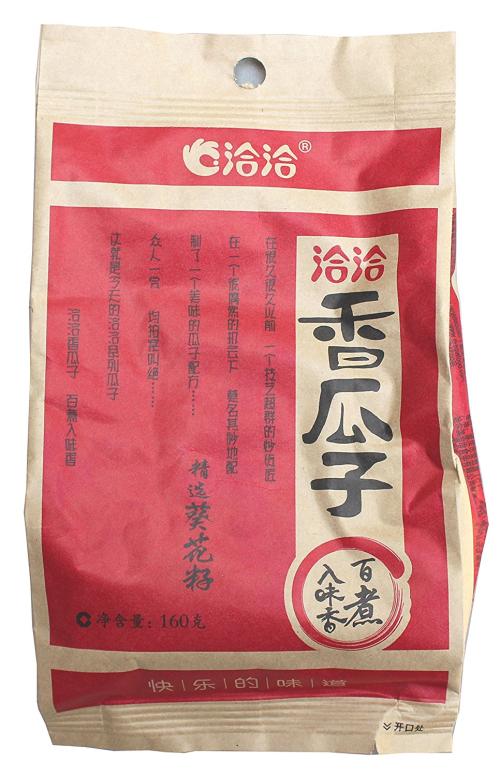 洽洽®
洽洽
香瓜子
百煮
入味香
在很久很久以前 一个技艺超群的炒货匠
在一个很偶然的机会下 莫名其妙地配
制了一个美味的瓜子配方……
众人一尝 均拍案叫绝……
这就是今天的洽洽系列瓜子
洽洽香瓜子 百煮入味香
精选葵花籽
净含量：160克
快乐的味道
开口处